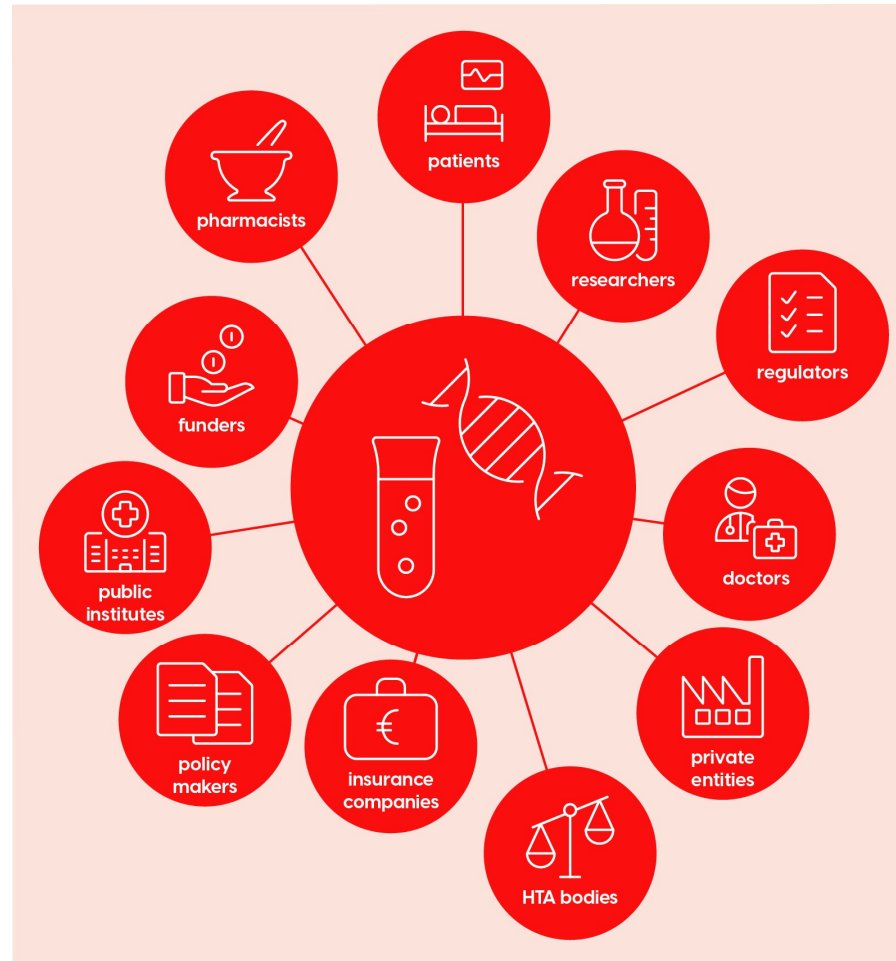 patients
pharmacists
researchers
regulators
funders
doctors
public
institutes
private
entities
policy
makers
insurance
companies
€
HTA bodies